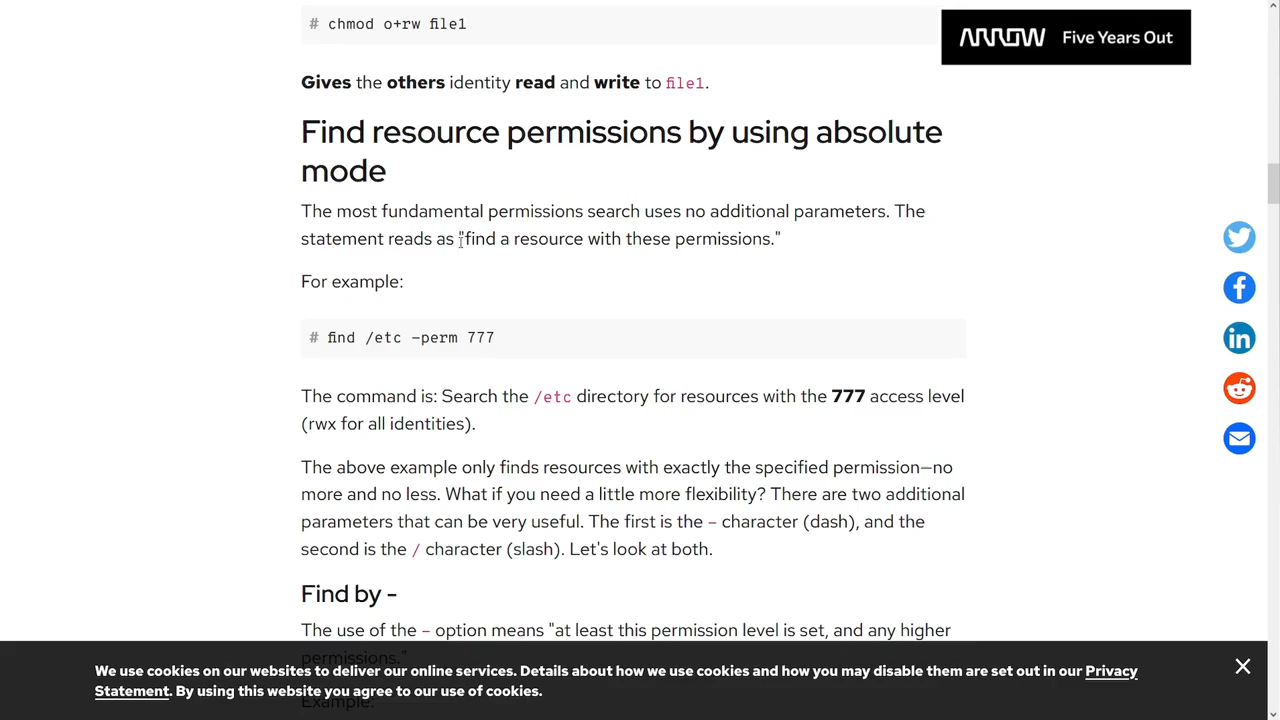 # chmod o+rw file1
ARROW Five Years Out
Gives the others identity read and write to file1.
Find resource permissions by using absolute
mode
The most fundamental permissions search uses no additional parameters. The
statement reads as "find a resource with these permissions."
For example:
# find /etc -perm 777
The command is: Search the /etc directory for resources with the 777 access level
(rwx for all identities).
The above example only finds resources with exactly the specified permission—no
more and no less. What if you need a little more flexibility? There are two additional
parameters that can be very useful. The first is the - character (dash), and the
second is the / character (slash). Let's look at both.
Find by -
The use of the - option means "at least this permission level is set, and any higher
permissions."
We use cookies on our websites to deliver our online services. Details about how we use cookies and how you may disable them are set out in our Privacy
Statement. By using this website you agree to our use of cookies.
Example: